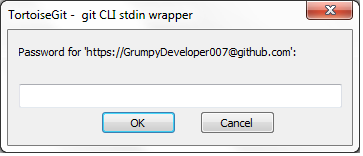 TortoiseGit - git CLI stdin wrapper
Password for 'https://GrumpyDeveloper007@github.com':
OK
Cancel